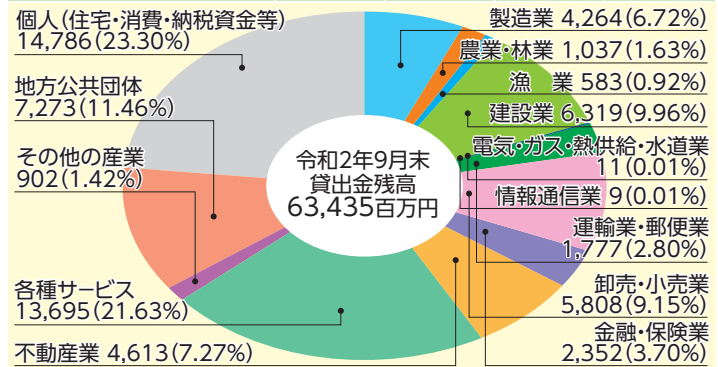 個人(住宅・消費・納税資金等)
14,786(23.30%)
地方公共団体
7,273(11.46%)
その他の産業
902(1.42%)
各種サービス
13,695(21.63%)
不動産業 4,613(7.27%)
令和2年9月末
貸出金残高
63,435百万円
製造業 4,264(6.72%)
農業・林業 1,037(1.63%)
漁　業 583(0.92%)
建設業 6,319(9.96%)
電気・ガス・熱供給・水道業
11(0.01%)
情報通信業 9(0.01%)
運輸業・郵便業
1,777(2.80%)
卸売・小売業
5,808(9.15%)
金融・保険業
2,352(3.70%)